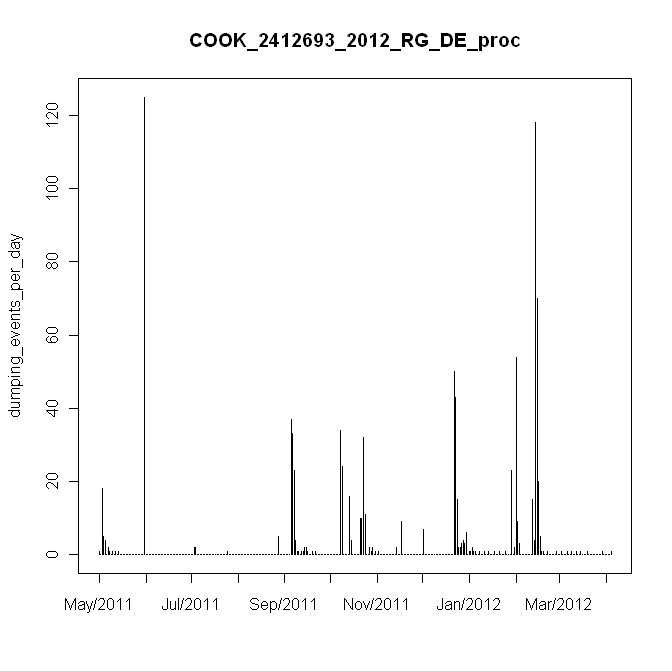 COOK_2412693_2012_RG_DE_proc
dumping_events_per_day
120
100
80
60
40
20
0
May/2011 Jul/2011 Sep/2011 Nov/2011 Jan/2012 Mar/2012